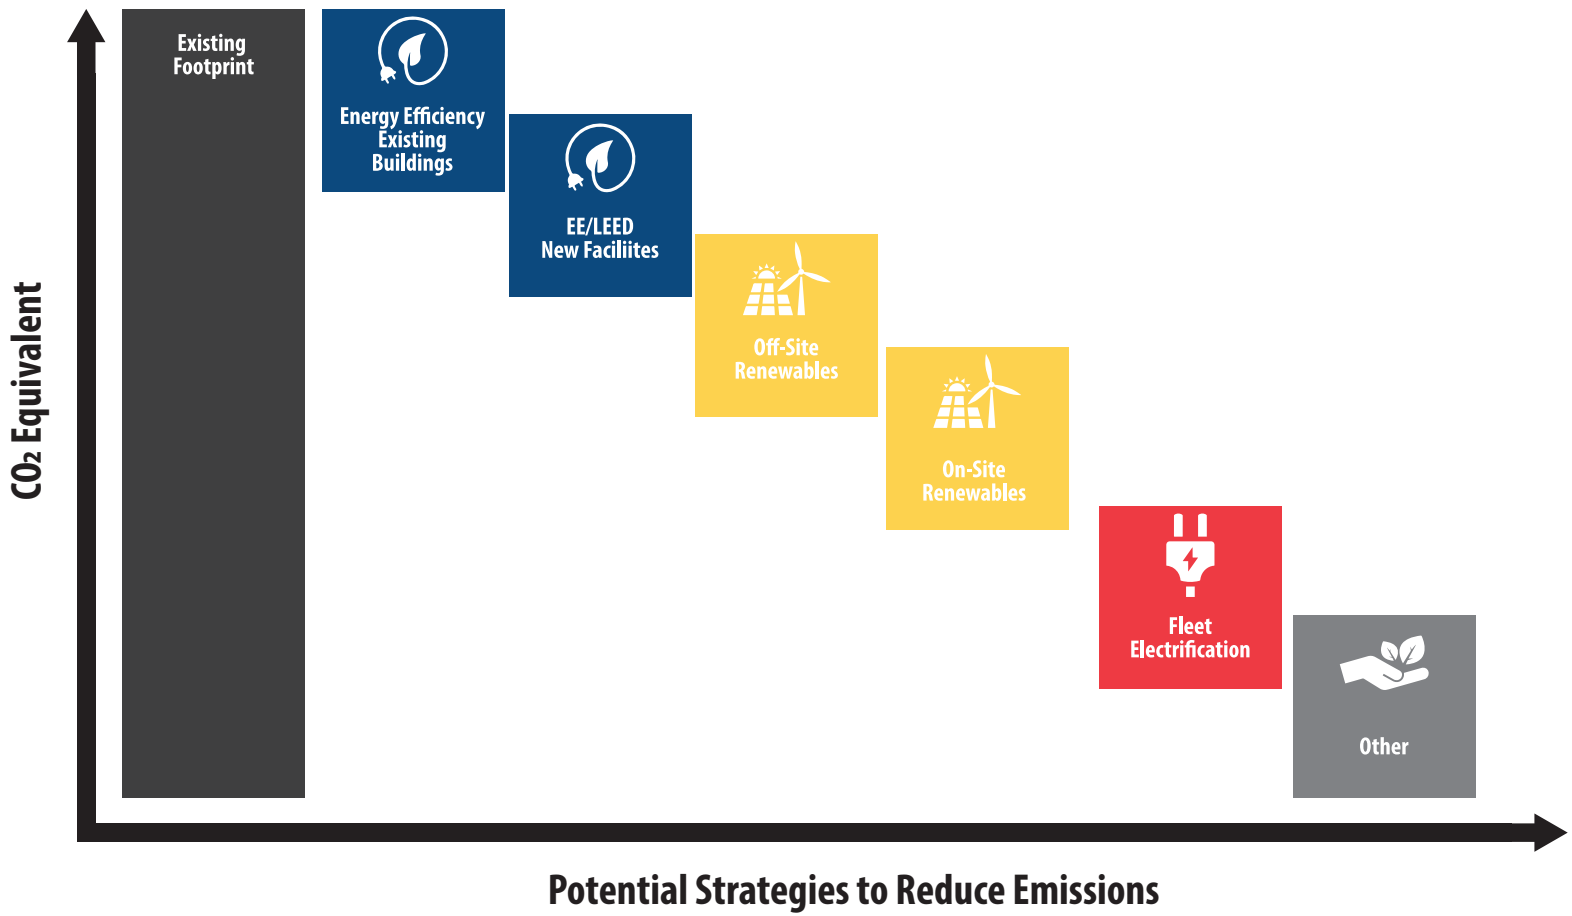 Existing
Footprint
Energy Efficiency
Existing
Buildings
EE/LEED
New Faciliites
Off-Site
Renewables
On-Site
Renewables
Fleet
Electrification
Other
CO2 Equivalent
Potential Strategies to Reduce Emissions